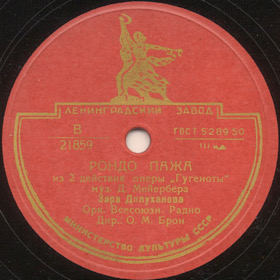 ЛЕНИНГРАДСКИЙ ЗАВОД
В
21859
ГОСТ 5289-50
РОНДО ПАЖА
из 2 действия оперы „Гугеноты"
муз. Д. Мейербера
Зара Долуханова
Орк. Всесоюзн. Радио
Дир.: О. М. Брон
МИНИСТЕРСТВО КУЛЬТУРЫ СССР